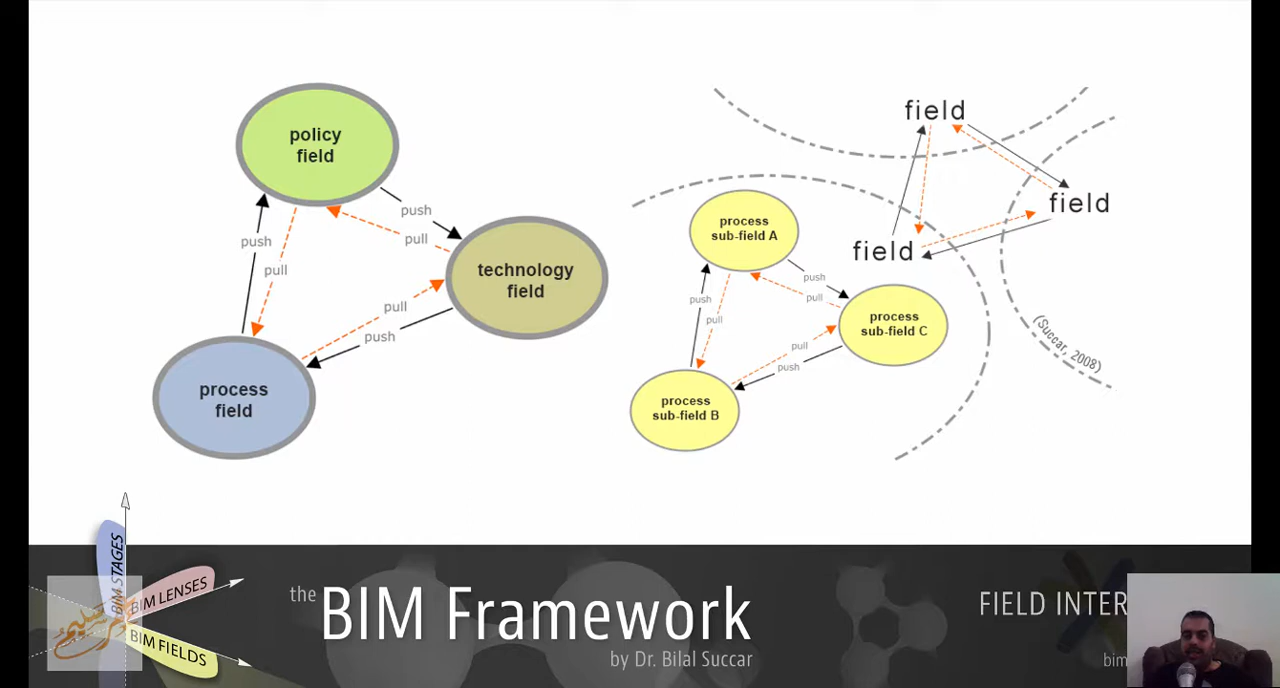 policy
field
push
pull
technology
field
push
pull
pull
push
process
field
field
field
field
process
sub-field A
push
pull
process
sub-field C
push
pull
pull
push
process
sub-field B
(Succar, 2008)
BIM STAGES
BIM LENSES
BIM FIELDS
the
BIM Framework
by Dr. Bilal Succar
FIELD INTER
bim